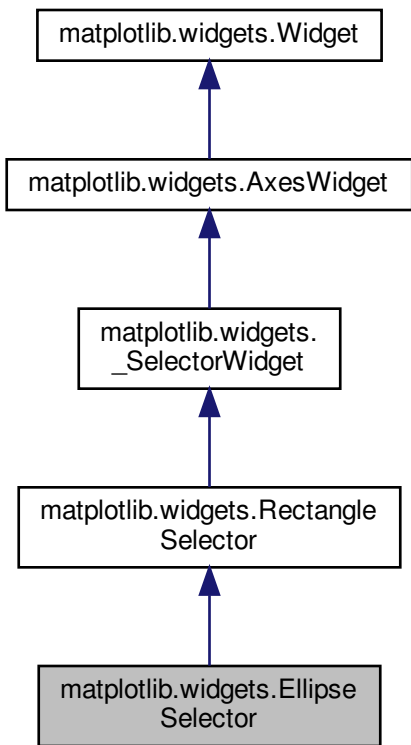 matplotlib.widgets.Widget
matplotlib.widgets.AxesWidget
matplotlib.widgets.
_SelectorWidget
matplotlib.widgets.Rectangle
Selector
matplotlib.widgets.Ellipse
Selector